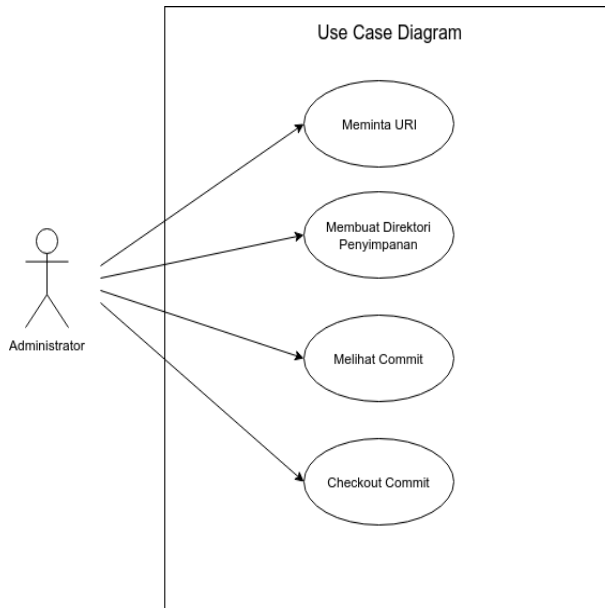 Use Case Diagram
Meminta URI
Membuat Direktori
Penyimpanan
Administrator
Melihat Commit
Checkout Commit